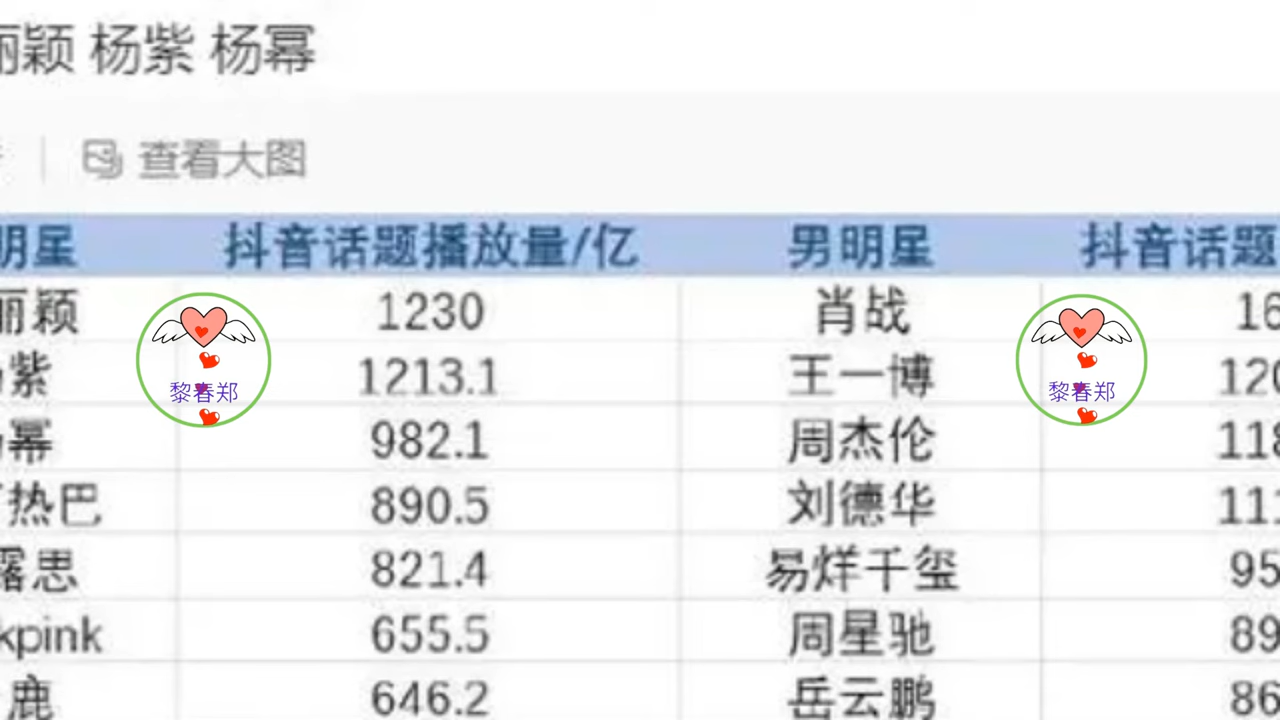 丽颖 杨紫 杨幂
查看大图
明星 抖音话题播放量/亿 男明星 抖音话题
丽颖 1230 肖战 16
紫 1213.1 王一博 120
黎春郑 黎春郑
幂 982.1 周杰伦 118
热巴 890.5 刘德华 111
露思 821.4 易烊千玺 95
kpink 655.5 周星驰 89
鹿 646.2 岳云鹏 86